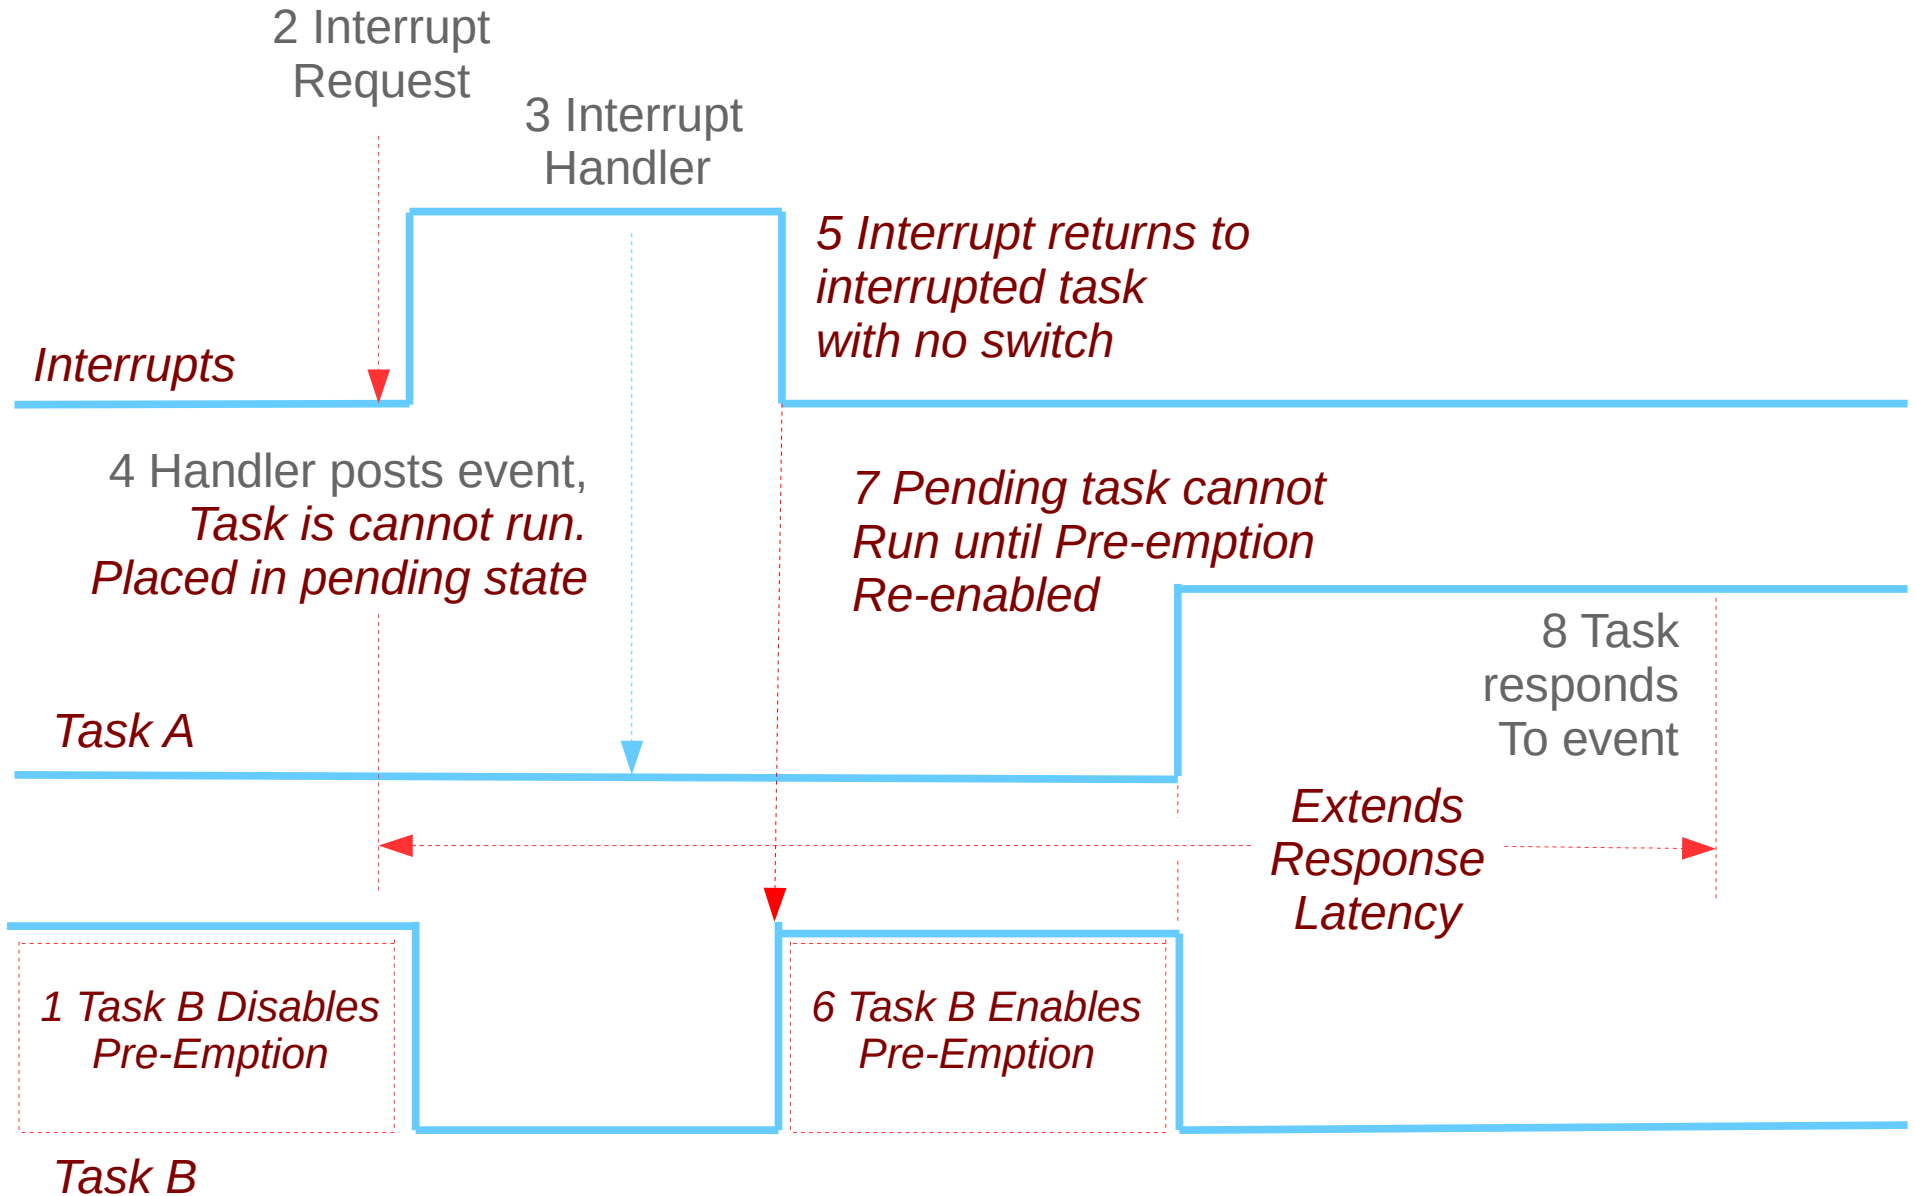 2 Interrupt
Request
3 Interrupt
Handler
5 Interrupt returns to
interrupted task
with no switch
Interrupts
4 Handler posts event,
Task is cannot run.
Placed in pending state
7 Pending task cannot
Run until Pre-emption
Re-enabled
8 Task
responds
To event
Task A
Extends
Response
Latency
1 Task B Disables
Pre-Emption
6 Task B Enables
Pre-Emption
Task B